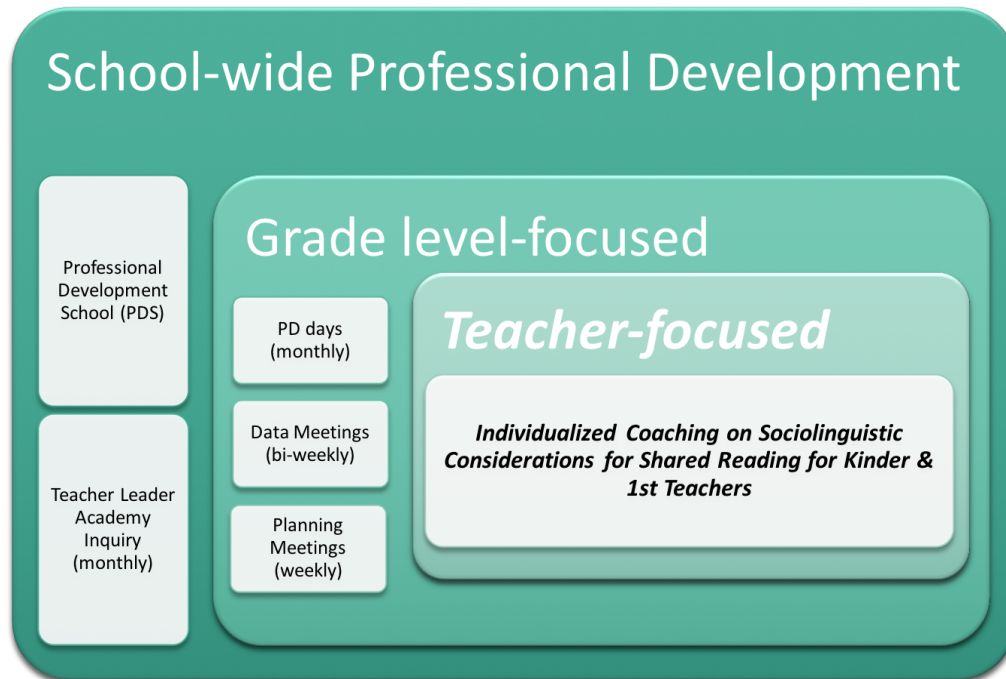 School-wide Professional Development
Professional
Development
School (PDS)
Teacher Leader
Academy
Inquiry
(monthly)
Grade level-focused
PD days
(monthly)
Data Meetings
(bi-weekly)
Planning
Meetings
(weekly)
Teacher-focused
Individualized Coaching on Sociolinguistic
Considerations for Shared Reading for Kinder &
1st Teachers